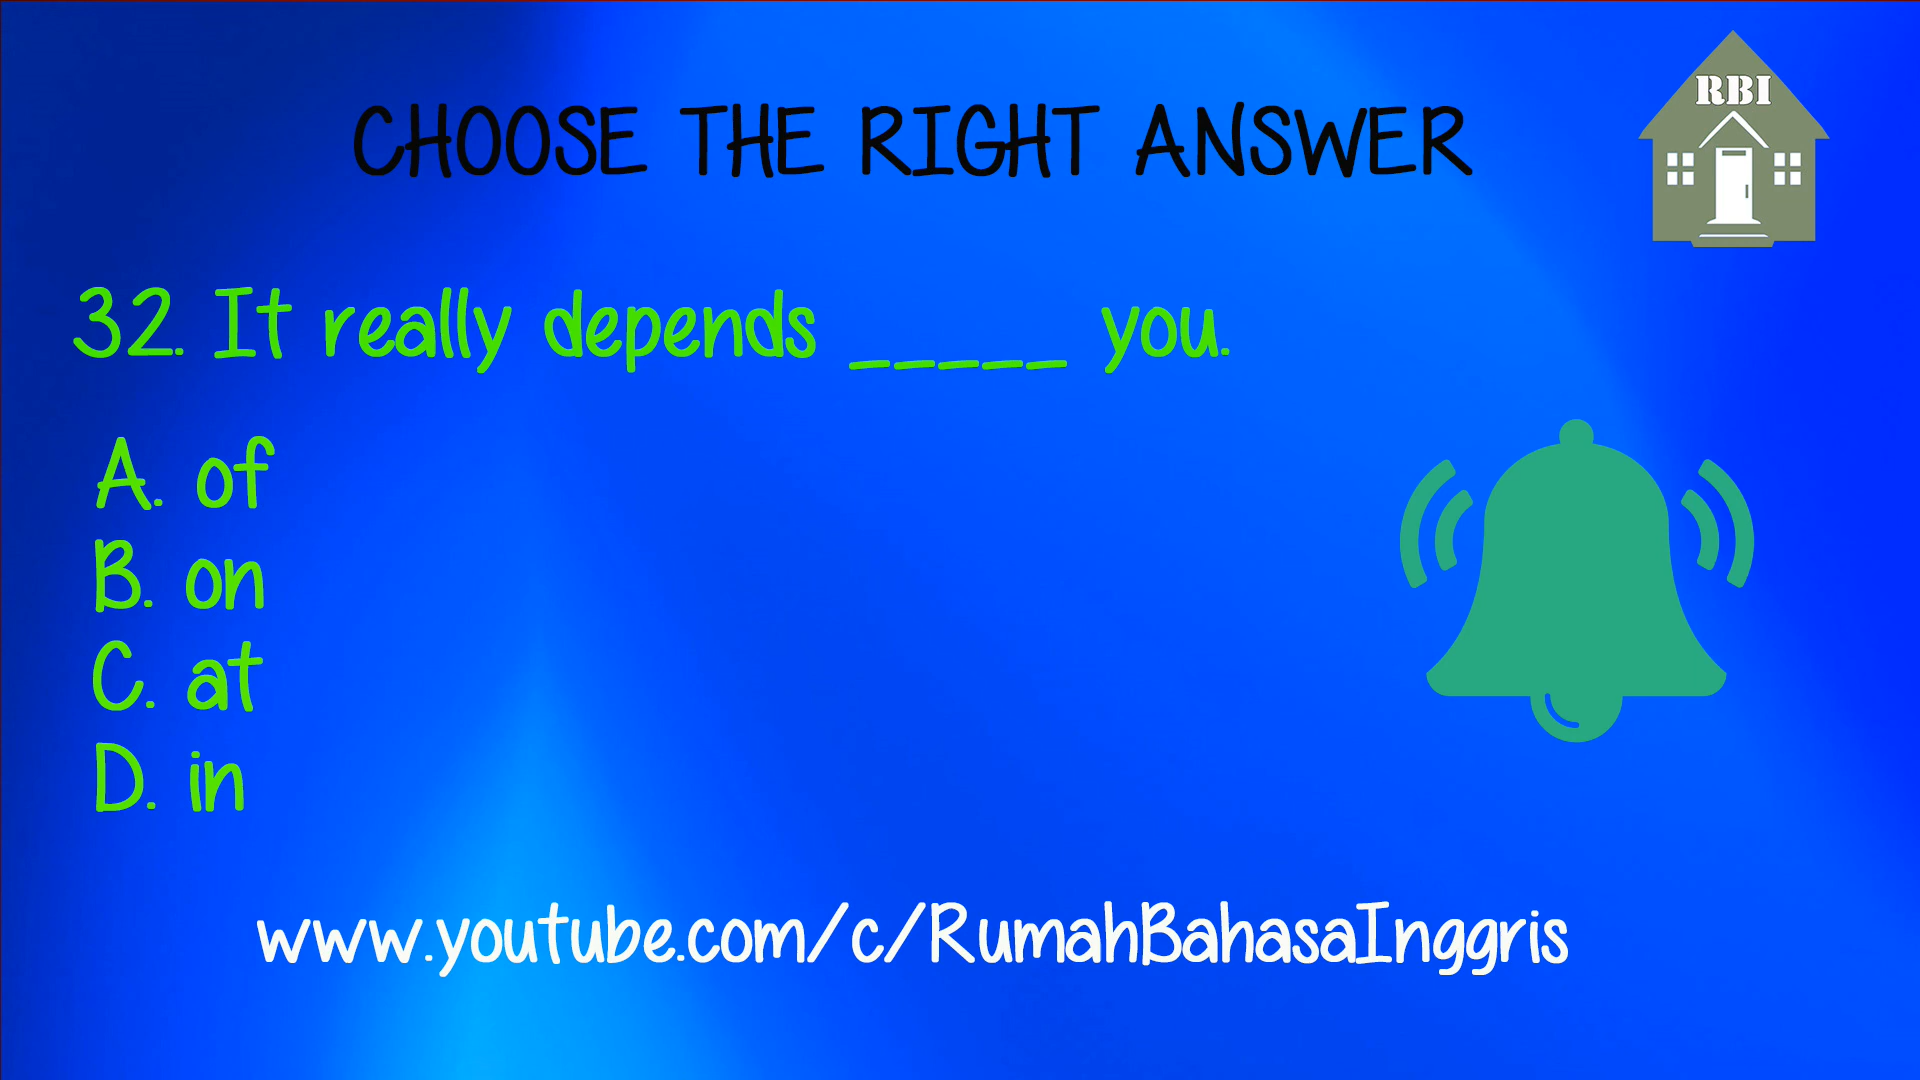 RBI
CHOOSE THE RIGHT ANSWER
32. It really depends _____ you.
A. of
B. on
C. at
D. in
www.youtube.com/c/RumahBahasaInggris